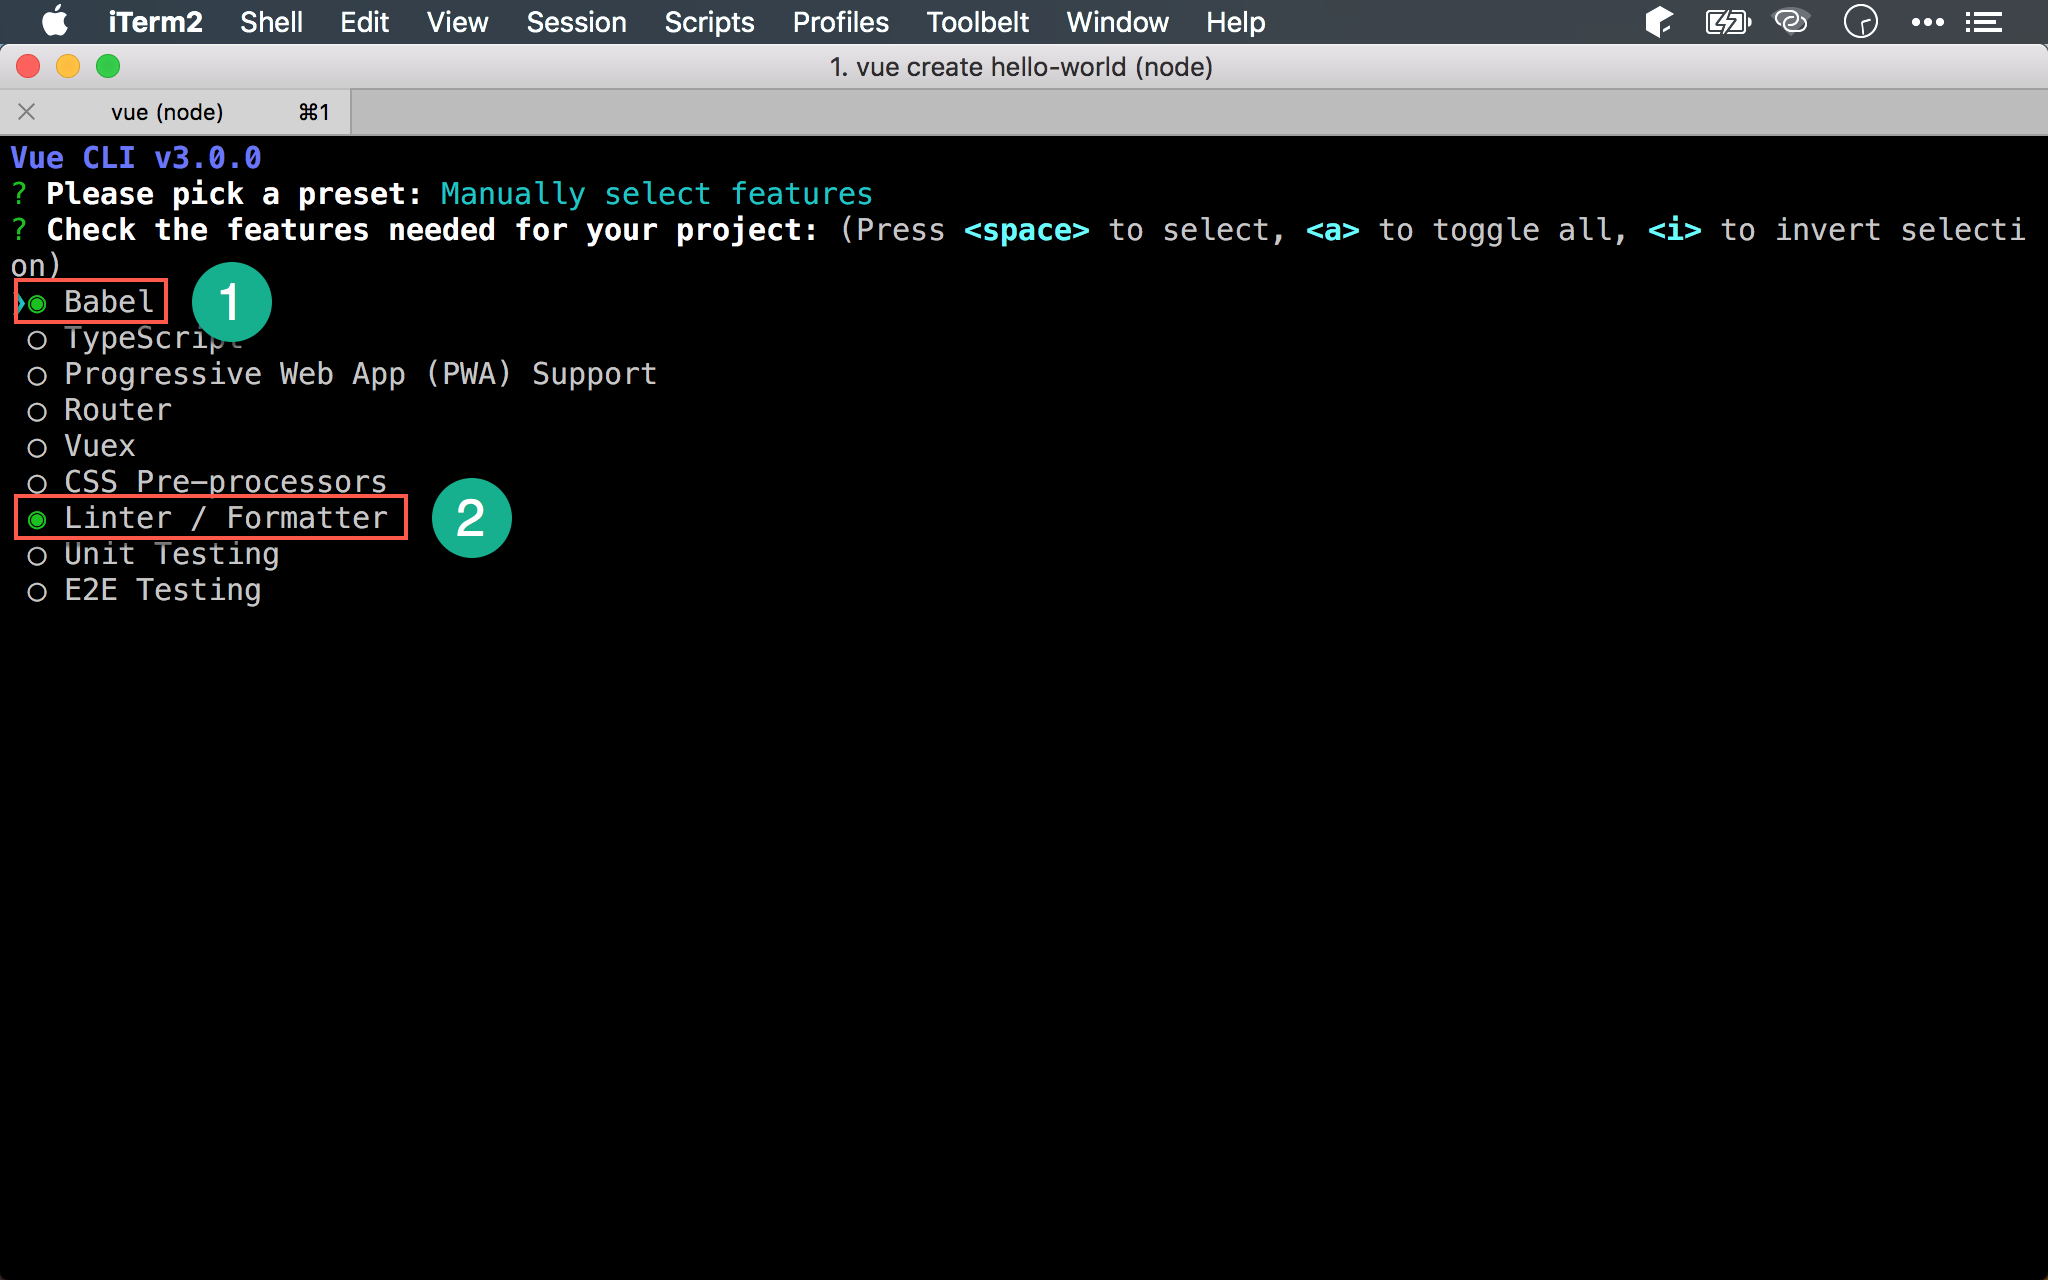 iTerm2 Shell Edit View Session Scripts Profiles Toolbelt Window Help
1. vue create hello-world (node)
vue (node) ⌘1
Vue CLI v3.0.0
? Please pick a preset: Manually select features
? Check the features needed for your project: (Press <space> to select, <a> to toggle all, <i> to invert selecti
on)
❯◉ Babel 1
◯ TypeScript
◯ Progressive Web App (PWA) Support
◯ Router
◯ Vuex
◯ CSS Pre-processors
◉ Linter / Formatter 2
◯ Unit Testing
◯ E2E Testing